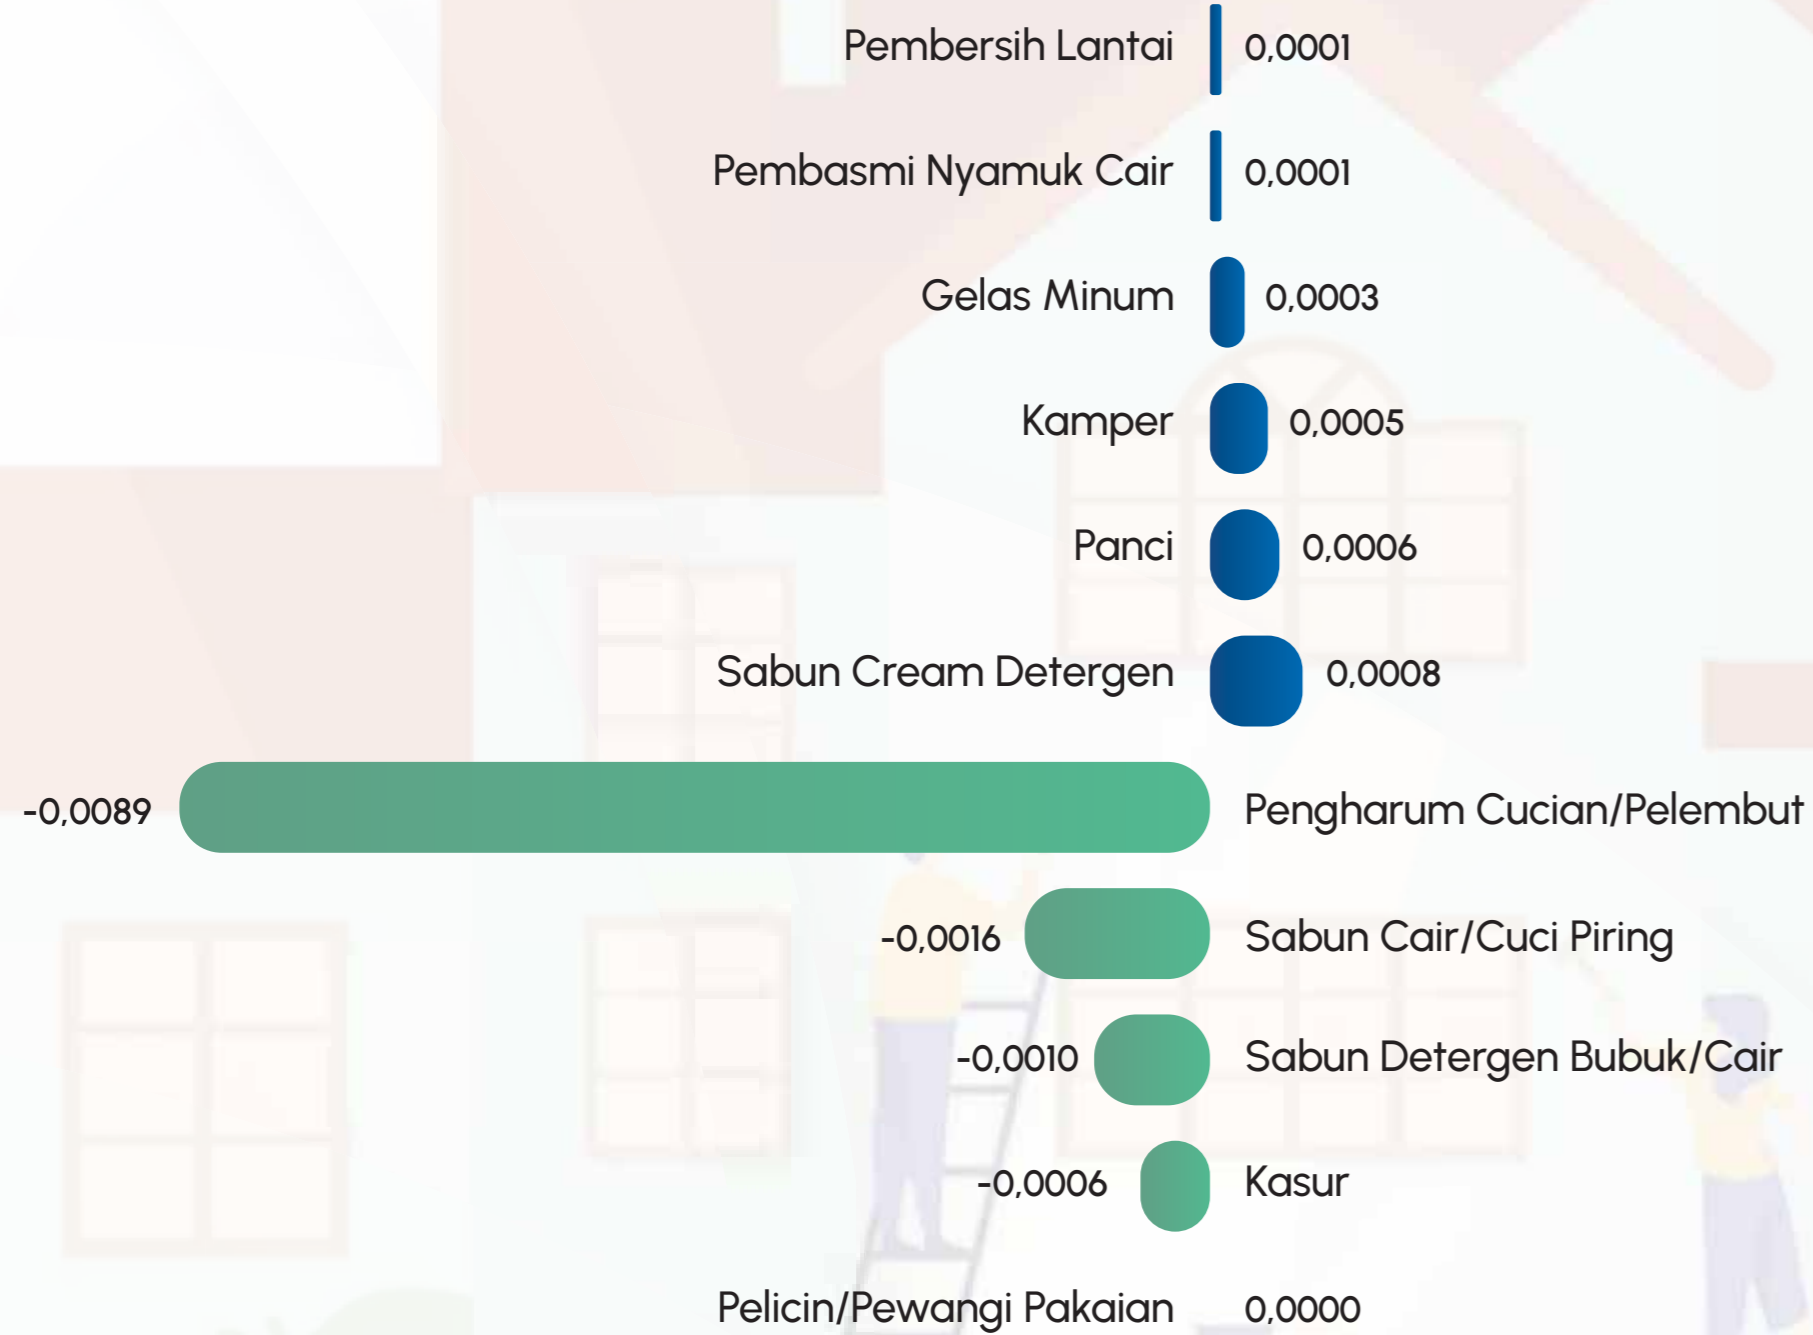 Pembersih Lantai 0,0001
Pembasmi Nyamuk Cair 0,0001
Gelas Minum 0,0003
Kamper 0,0005
Panci 0,0006
Sabun Cream Detergen 0,0008
-0,0089 Pengharum Cucian/Pelembut
-0,0016 Sabun Cair/Cuci Piring
-0,0010 Sabun Detergen Bubuk/Cair
-0,0006 Kasur
Pelicin/Pewangi Pakaian 0,0000